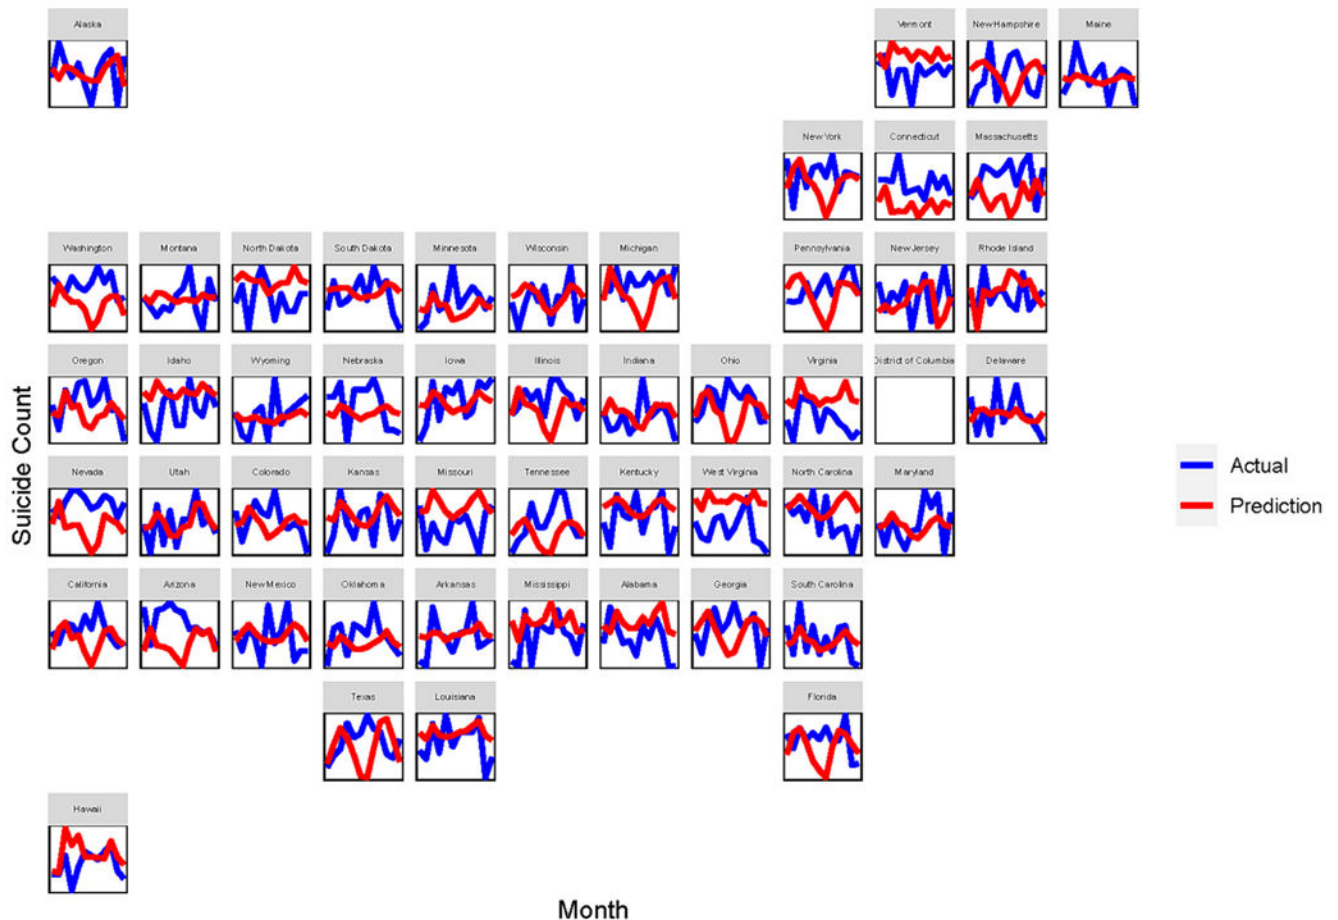 Alaska
Vermont
New Hampshire
Maine
New York
Connecticut
Massachusetts
Washington
Montana
North Dakota
South Dakota
Minnesota
Wisconsin
Michigan
Pennsylvania
New Jersey
Rhode Island
Oregon
Idaho
Wyoming
Nebraska
Iowa
Illinois
Indiana
Ohio
Virginia
District of Columbia
Delaware
Nevada
Utah
Colorado
Kansas
Missouri
Tennessee
Kentucky
West Virginia
North Carolina
Maryland
California
Arizona
New Mexico
Oklahoma
Arkansas
Mississippi
Alabama
Georgia
South Carolina
Texas
Louisiana
Florida
Hawaii
Suicide Count
Month
Actual
Prediction